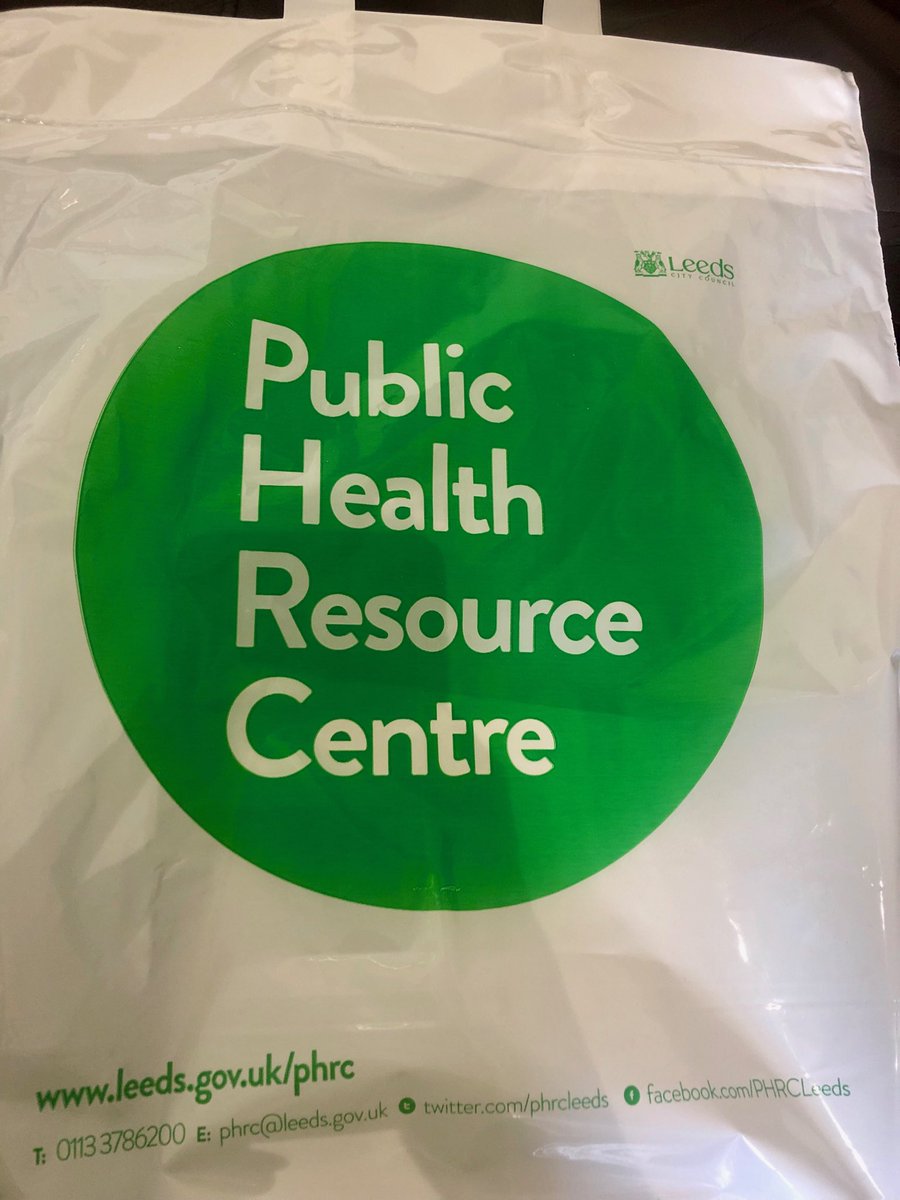 Leeds
CITY COUNCIL
Public
Health
Resource
Centre
www.leeds.gov.uk/phrc
T: 0113 3786200 E: phrc@leeds.gov.uk twitter.com/phrcleeds facebook.com/PHRCLeeds